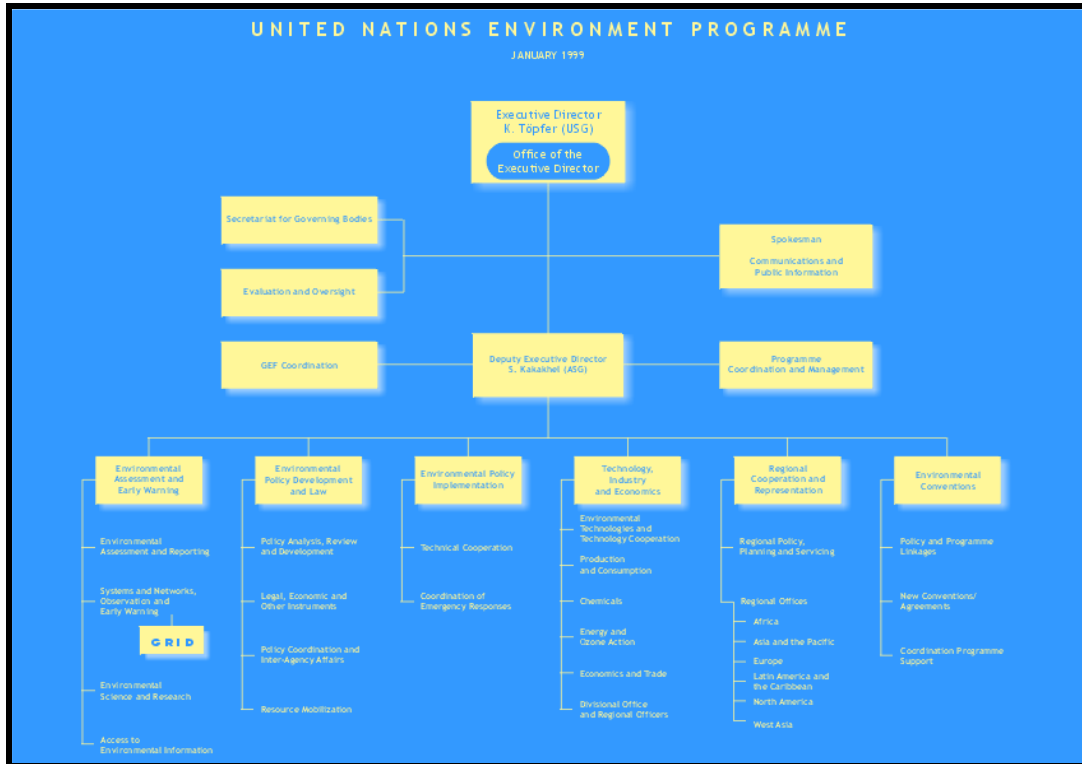 UNITED NATIONS ENVIRONMENT PROGRAMME
JANUARY 1999
Executive Director
K. Töpfer (USG)
Office of the
Executive Director
Secretariat for Governing Bodies
Spokesman
Communications and
Public Information
Evaluation and Oversight
GEF Coordination
Deputy Executive Director
S. Kakakhel (ASG)
Programme
Coordination and Management
Environmental
Assessment and
Early Warning
Environmental
Assessment and Reporting
Systems and Networks,
Observation and
Early Warning
GRID
Environmental
Science and Research
Access to
Environmental Information
Environmental
Policy Development
and Law
Policy Analysis, Review
and Development
Legal, Economic and
Other Instruments
Policy Coordination and
Inter-Agency Affairs
Resource Mobilization
Environmental Policy
Implementation
Technical Cooperation
Coordination of
Emergency Responses
Technology,
Industry
and Economics
Environmental
Technologies and
Technology Cooperation
Production
and Consumption
Chemicals
Energy and
Ozone Action
Economics and Trade
Divisional Office
and Regional Officers
Regional
Cooperation and
Representation
Regional Policy,
Planning and Servicing
Regional Offices
Africa
Asia and the Pacific
Europe
Latin America and
the Caribbean
North America
West Asia
Environmental
Conventions
Policy and Programme
Linkages
New Conventions/
Agreements
Coordination Programme
Support